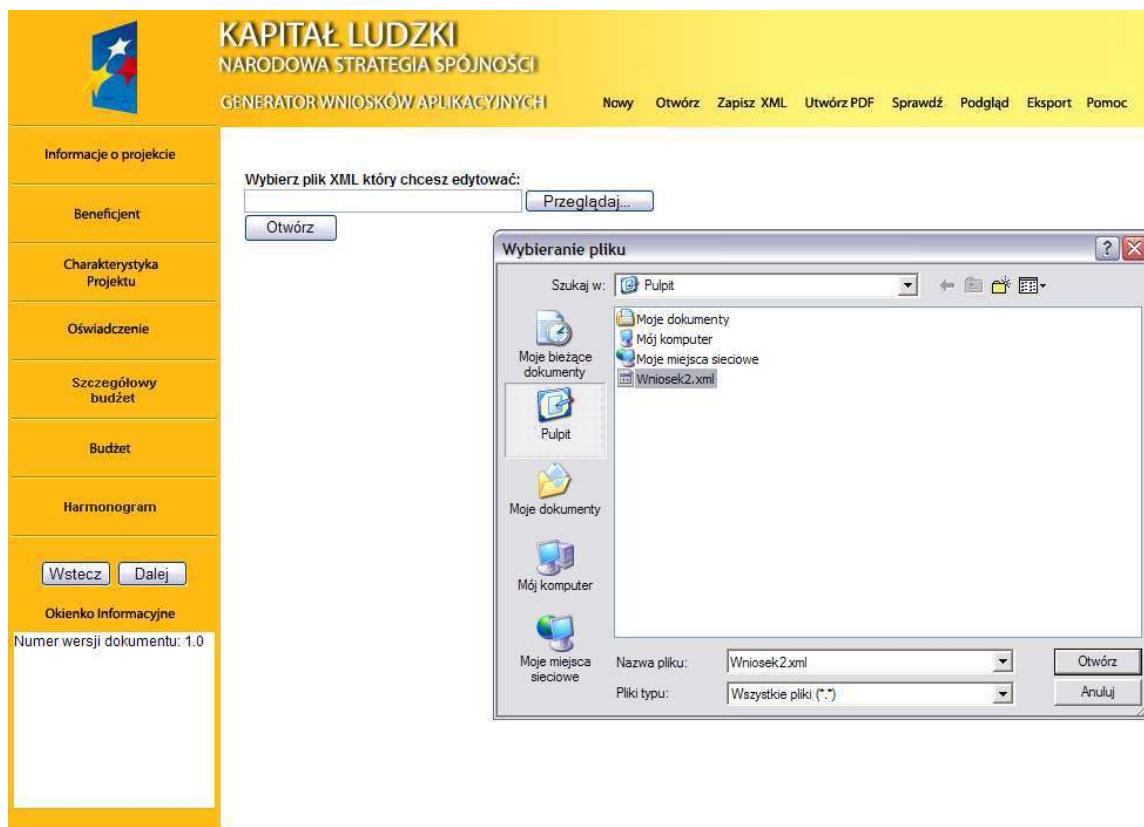 KAPITAŁ LUDZKI
NARODOWA STRATEGIA SPÓJNOŚCI
GENERATOR WNIOSKÓW APLIKACYJNYCH
Nowy Otwórz Zapisz XML Utwórz PDF Sprawdź Podgląd Eksport Pomoc
Informacje o projekcie
Beneficjent
Charakterystyka
Projektu
Oświadczenie
Szczegółowy
budżet
Budżet
Harmonogram
Wstecz Dalej
Okienko Informacyjne
Numer wersji dokumentu: 1.0
Wybierz plik XML który chcesz edytować:
Przeglądaj...
Otwórz
Wybieranie pliku
Szukaj w: Pulpit
Moje bieżące
dokumenty
Pulpit
Moje dokumenty
Mój komputer
Moje miejsca
sieciowe
Moje dokumenty
Mój komputer
Moje miejsca sieciowe
Wniosek2.xml
Nazwa pliku: Wniosek2.xml Otwórz
Pliki typu: Wszystkie pliki (*.*) Anuluj